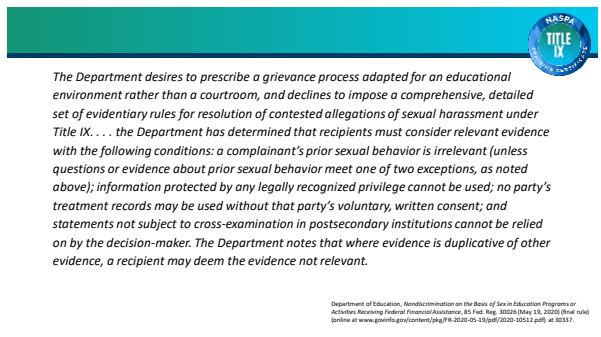 NASPA
TITLE
IX
TRAINING CERTIFICATE
The Department desires to prescribe a grievance process adapted for an educational
environment rather than a courtroom, and declines to impose a comprehensive, detailed
set of evidentiary rules for resolution of contested allegations of sexual harassment under
Title IX. . . . the Department has determined that recipients must consider relevant evidence
with the following conditions: a complainant’s prior sexual behavior is irrelevant (unless
questions or evidence about prior sexual behavior meet one of two exceptions, as noted
above); information protected by any legally recognized privilege cannot be used; no party’s
treatment records may be used without that party’s voluntary, written consent; and
statements not subject to cross-examination in postsecondary institutions cannot be relied
on by the decision-maker. The Department notes that where evidence is duplicative of other
evidence, a recipient may deem the evidence not relevant.
Department of Education, Nondiscrimination on the Basis of Sex in Education Programs or
Activities Receiving Federal Financial Assistance, 85 Fed. Reg. 30026 (May 19, 2020) (final rule)
(online at www.govinfo.gov/content/pkg/FR-2020-05-19/pdf/2020-10512.pdf) at 30337.